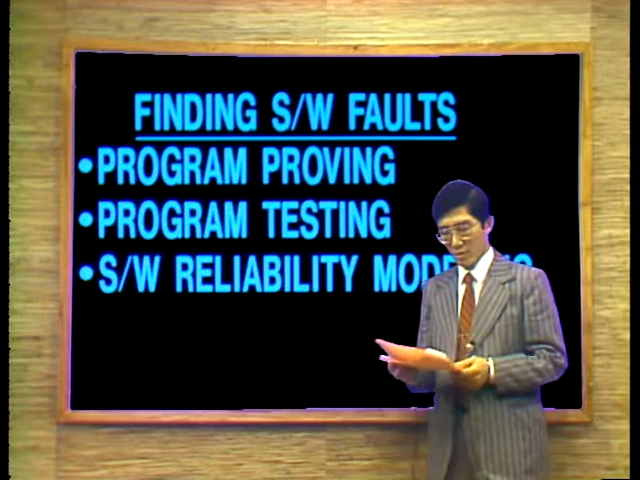 FINDING S/W FAULTS
•PROGRAM PROVING
•PROGRAM TESTING
•S/W RELIABILITY